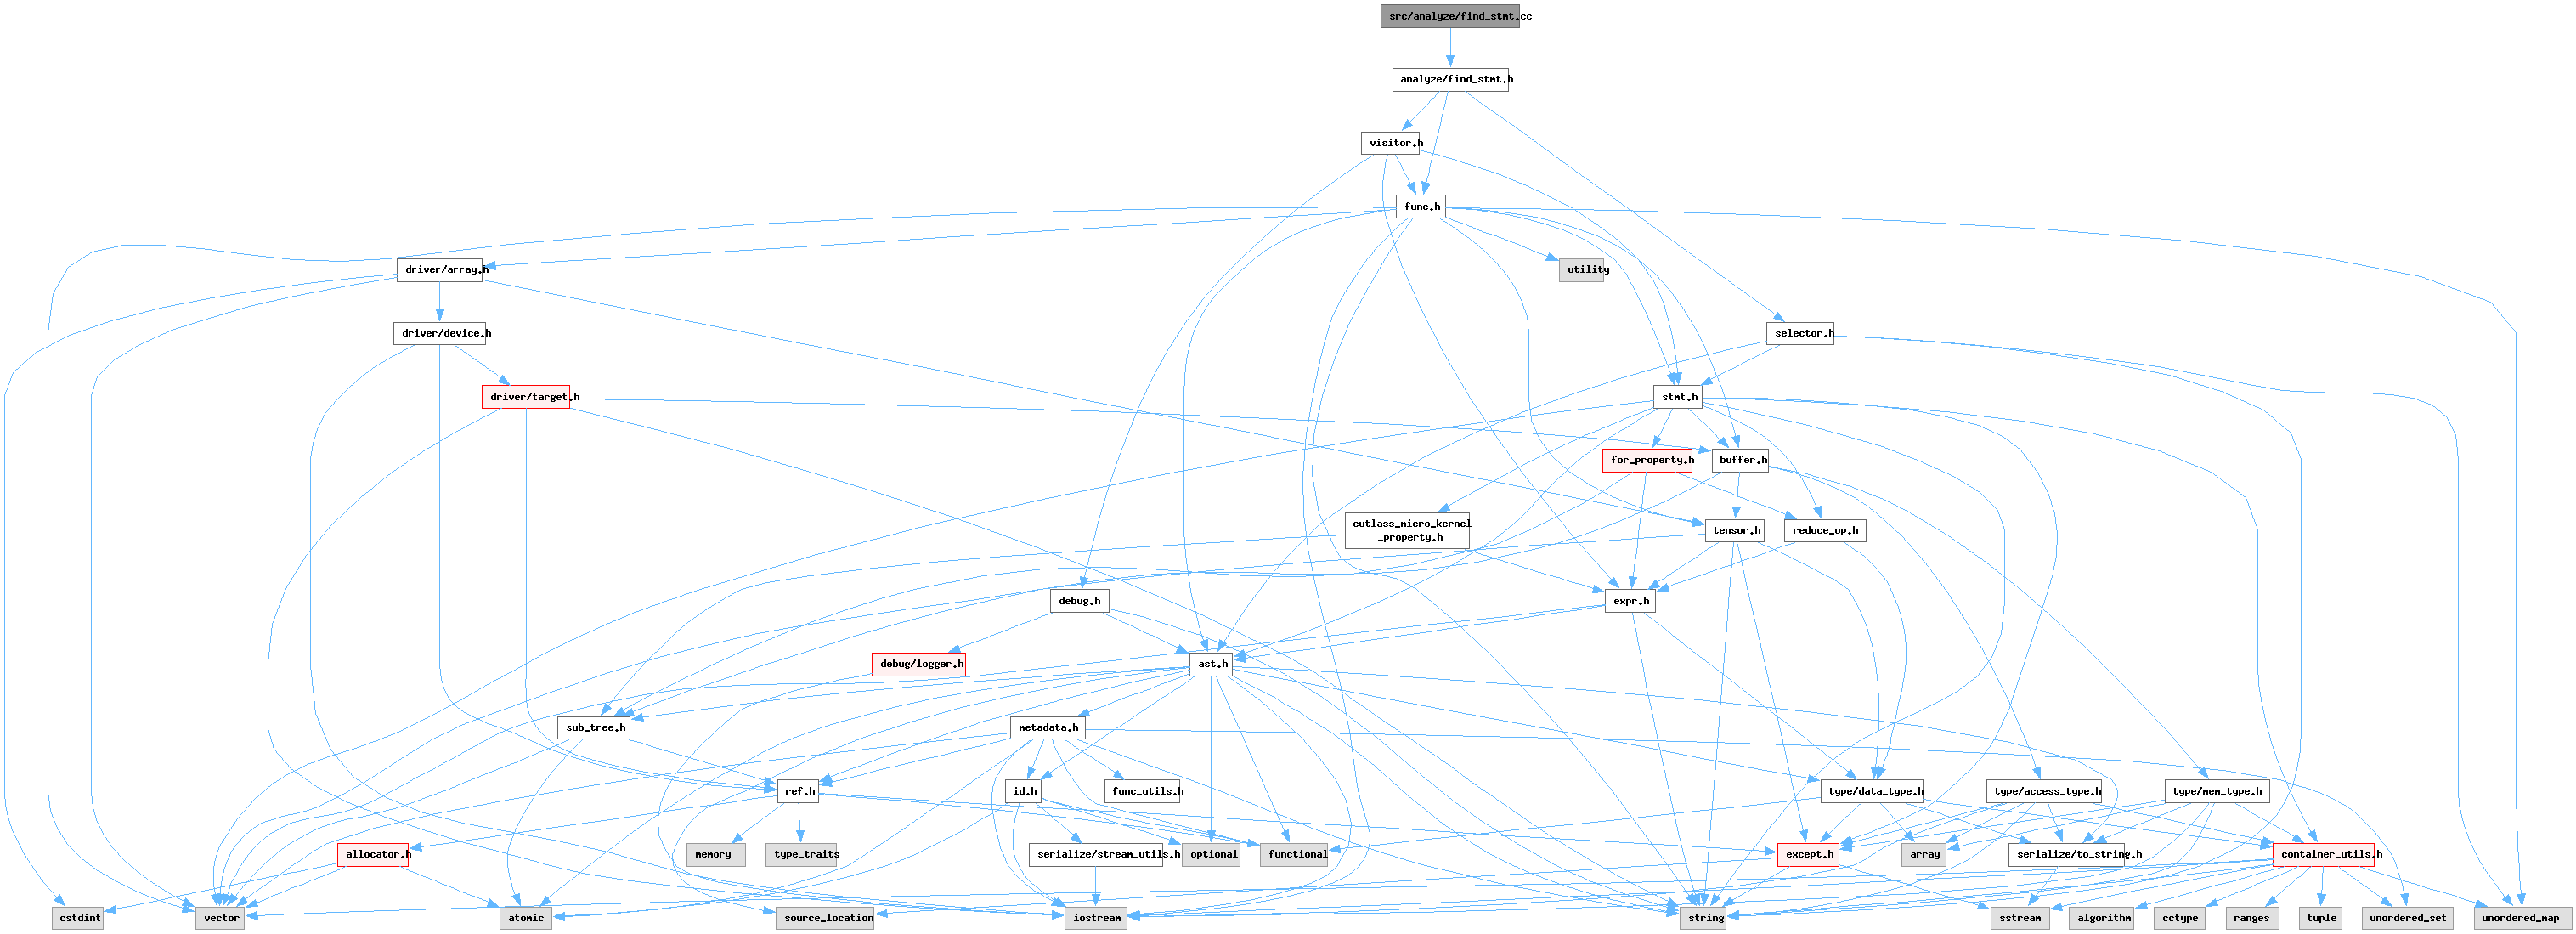 src/analyze/find_stmt.cc
analyze/find_stmt.h
visitor.h
func.h
driver/array.h
utility
driver/device.h
selector.h
driver/target.h
stmt.h
for_property.h
buffer.h
cutlass_micro_kernel
_property.h
tensor.h
reduce_op.h
debug.h
expr.h
debug/logger.h
ast.h
sub_tree.h
metadata.h
ref.h
id.h
func_utils.h
type/data_type.h
type/access_type.h
type/mem_type.h
allocator.h
memory
type_traits
serialize/stream_utils.h
optional
functional
except.h
array
serialize/to_string.h
container_utils.h
cstdint
vector
atomic
source_location
iostream
string
sstream
algorithm
cctype
ranges
tuple
unordered_set
unordered_map